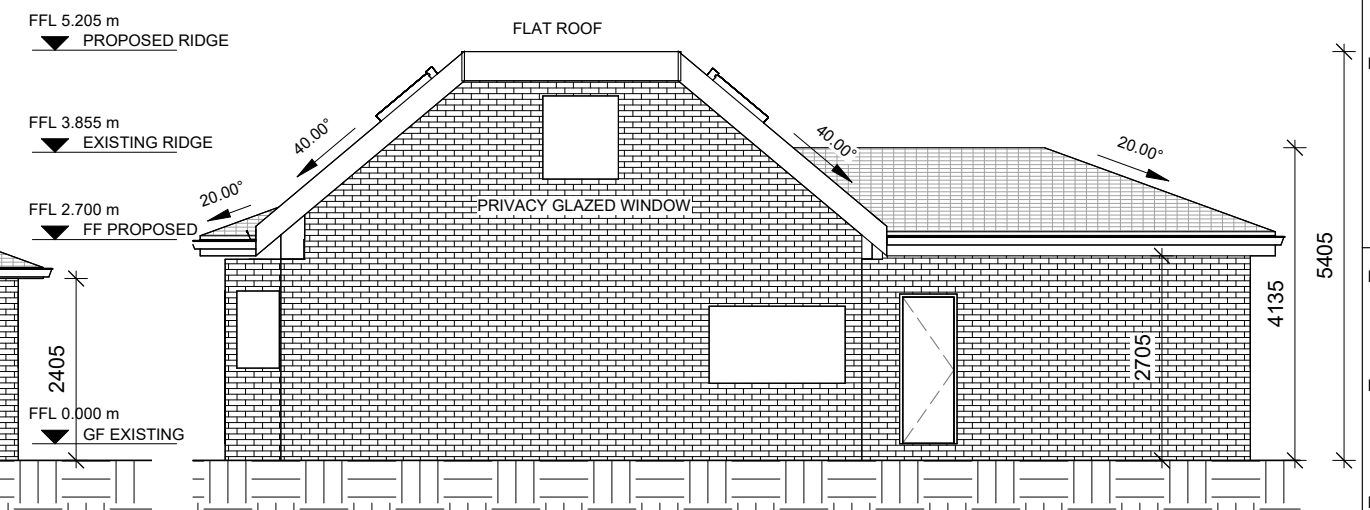 FFL 5.205 m
PROPOSED RIDGE
FLAT ROOF
FFL 3.855 m
EXISTING RIDGE
40.00°
40.00°
20.00°
20.00°
FFL 2.700 m
FF PROPOSED
PRIVACY GLAZED WINDOW
5405
4135
2705
2405
FFL 0.000 m
GF EXISTING